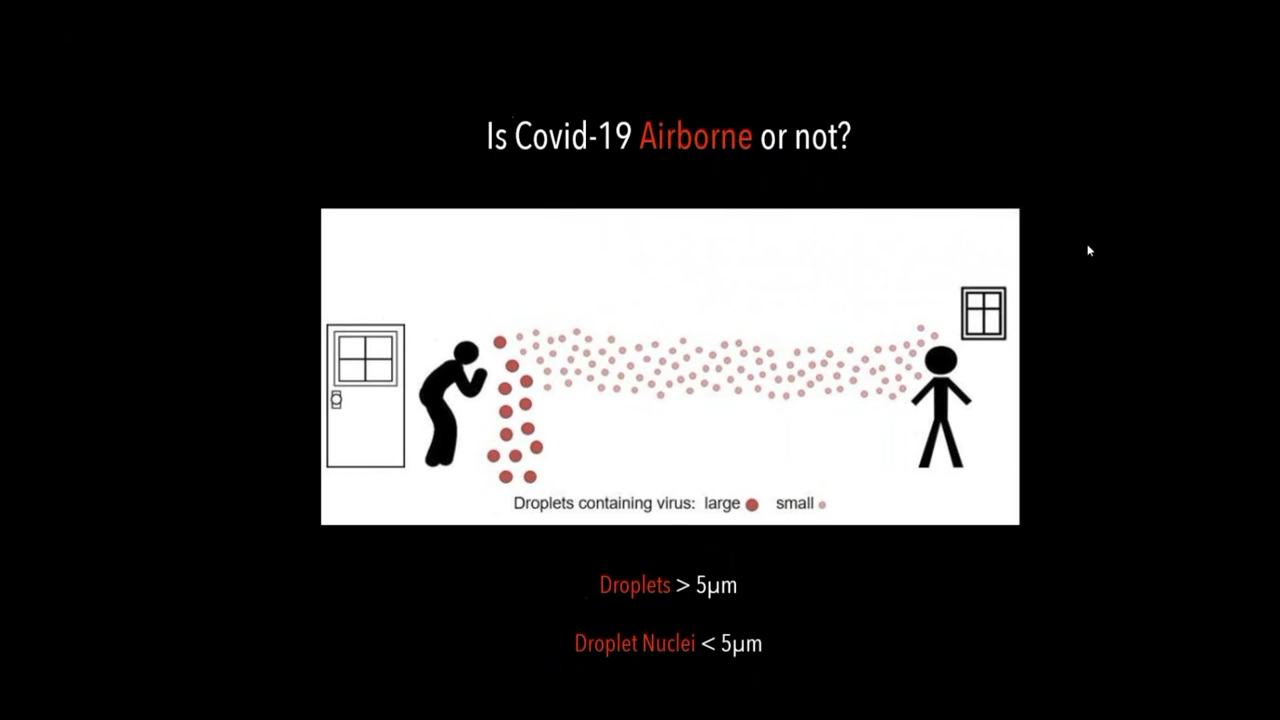 Is Covid-19 Airborne or not?
Droplets containing virus: large small
Droplets > 5µm
Droplet Nuclei < 5µm